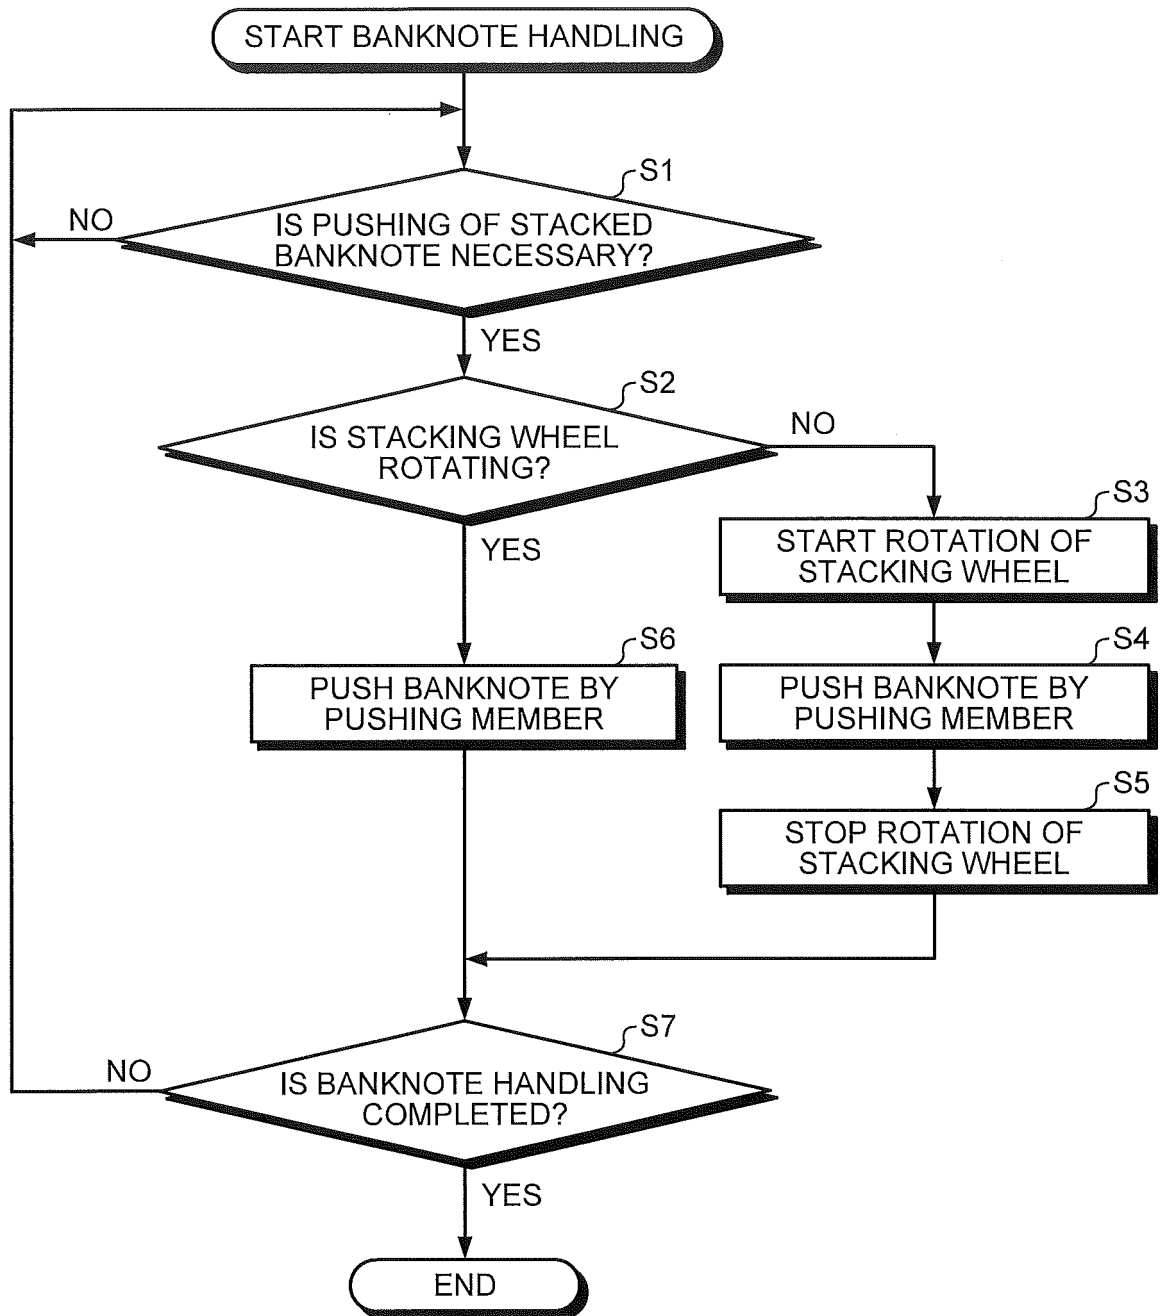 START BANKNOTE HANDLING
S1
NO
IS PUSHING OF STACKED
BANKNOTE NECESSARY?
YES
S2
NO
IS STACKING WHEEL
ROTATING?
YES
S3
START ROTATION OF
STACKING WHEEL
S6
PUSH BANKNOTE BY
PUSHING MEMBER
S4
PUSH BANKNOTE BY
PUSHING MEMBER
S5
STOP ROTATION OF
STACKING WHEEL
S7
NO
IS BANKNOTE HANDLING
COMPLETED?
YES
END